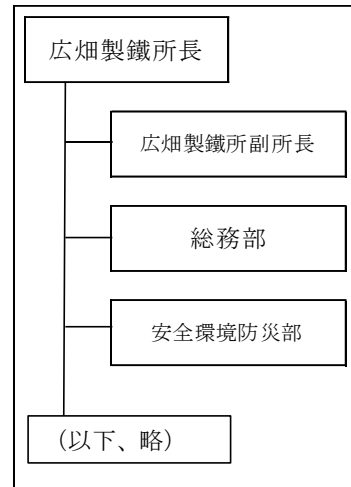 広畑製鐵所長
広畑製鐵所副所長
総務部
安全環境防災部
(以下、略)